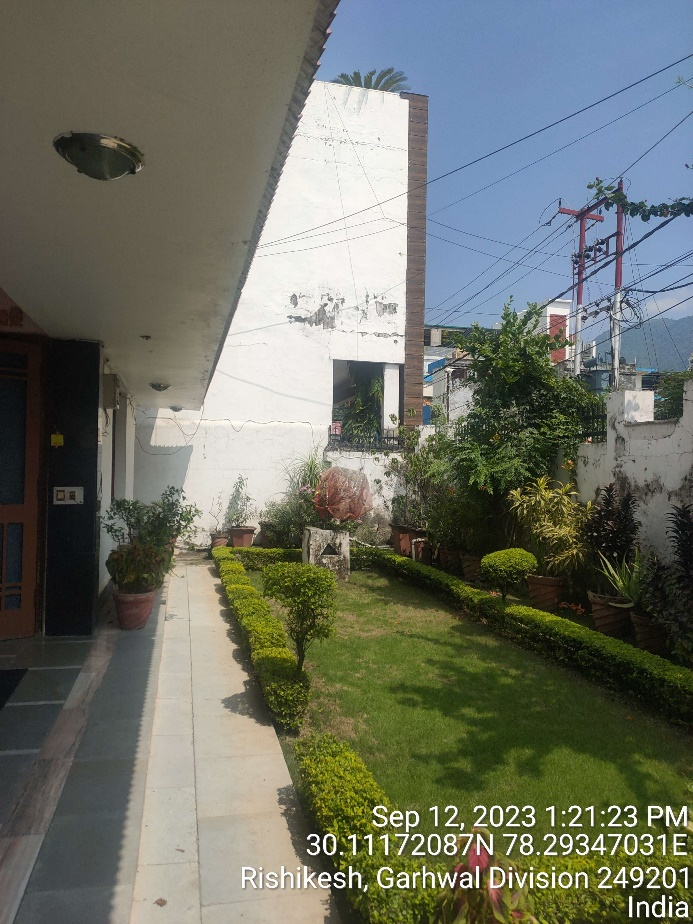 Sep 12, 2023 1:21:23 PM
30.11172087N 78.29347031E
Rishikesh, Garhwal Division 249201
India